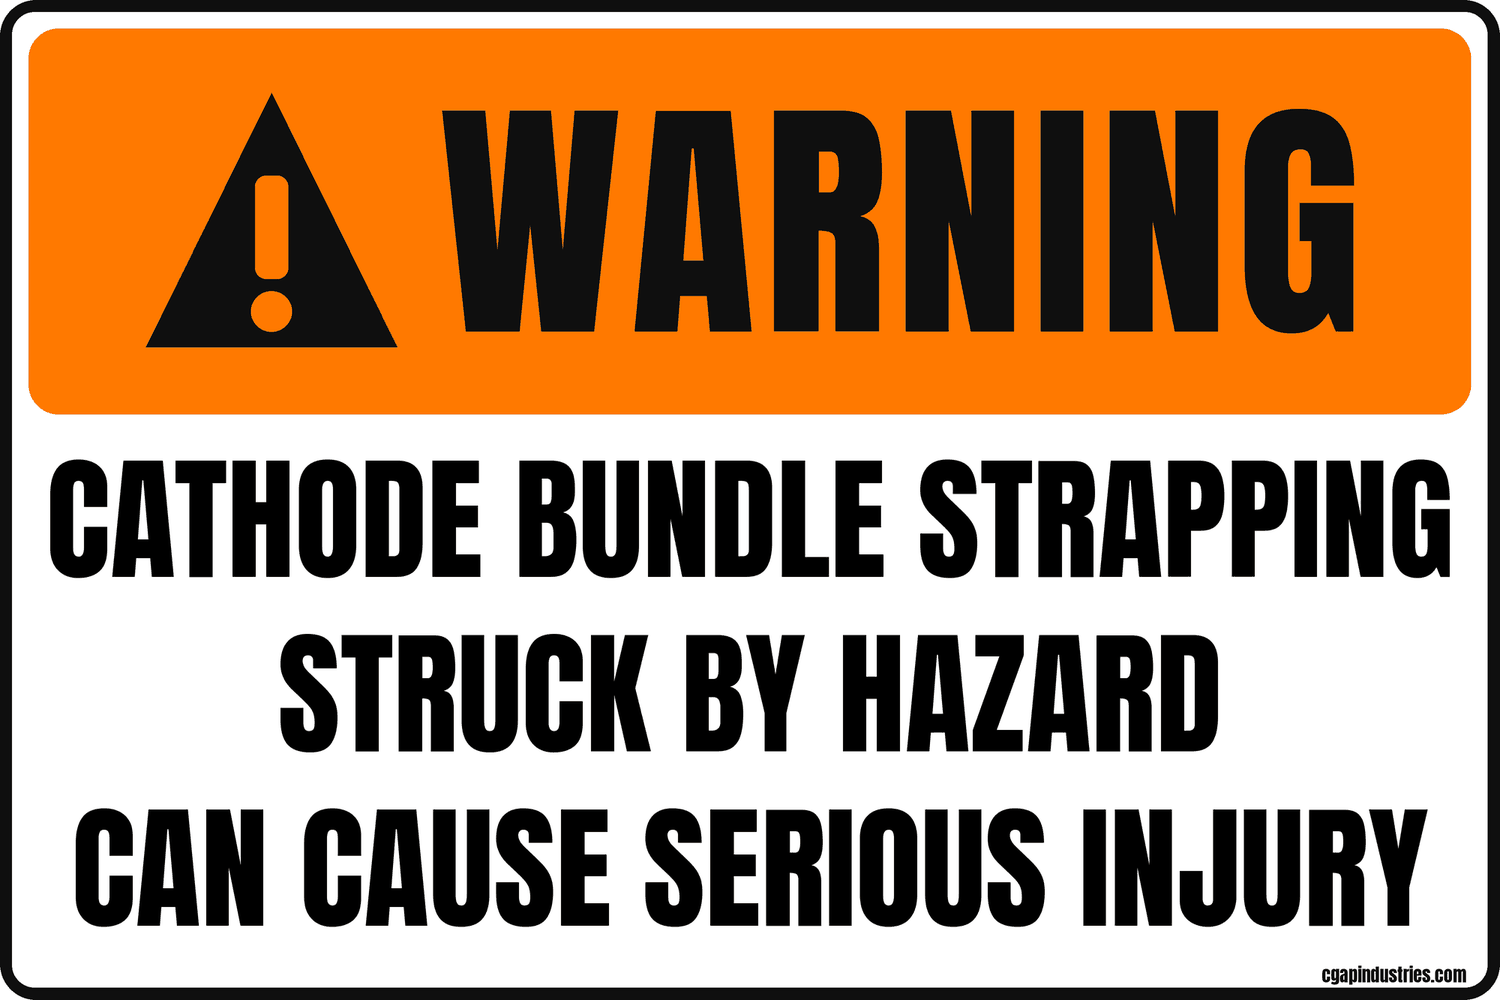 WARNING
CATHODE BUNDLE STRAPPING
STRUCK BY HAZARD
CAN CAUSE SERIOUS INJURY
cgapindustries.com